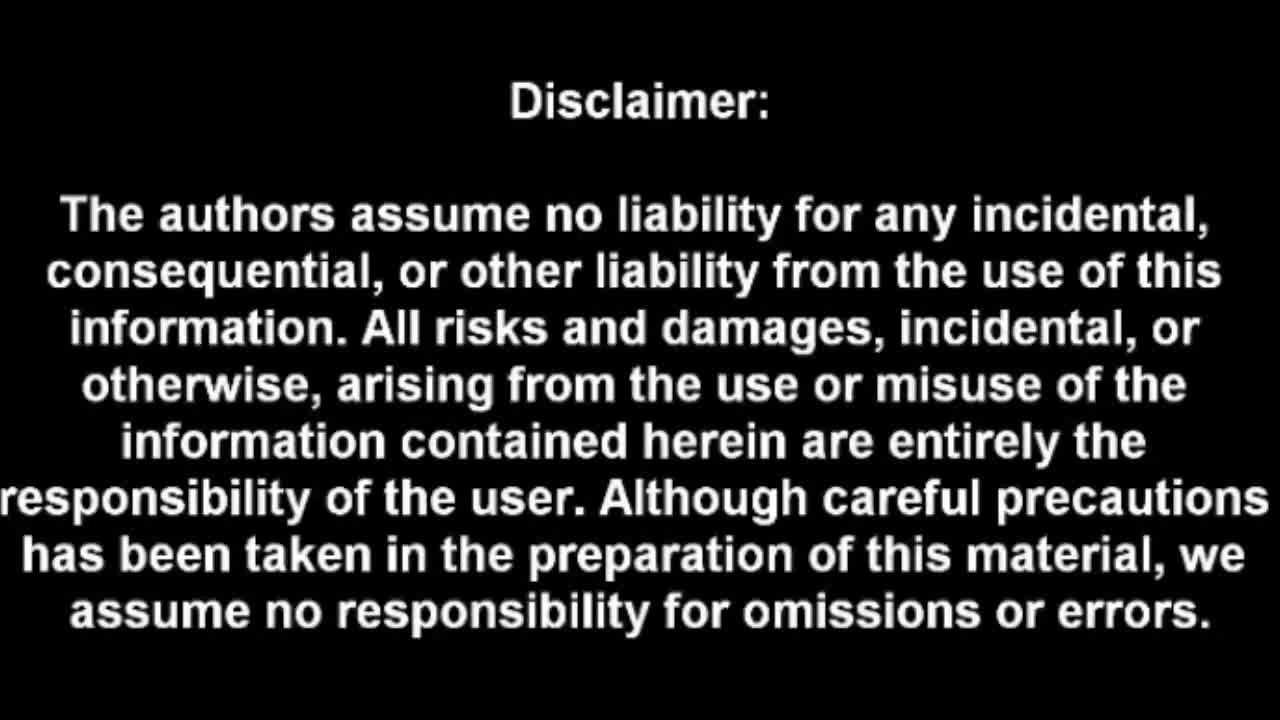 Disclaimer:
The authors assume no liability for any incidental,
consequential, or other liability from the use of this
information. All risks and damages, incidental, or
otherwise, arising from the use or misuse of the
information contained herein are entirely the
responsibility of the user. Although careful precautions
has been taken in the preparation of this material, we
assume no responsibility for omissions or errors.